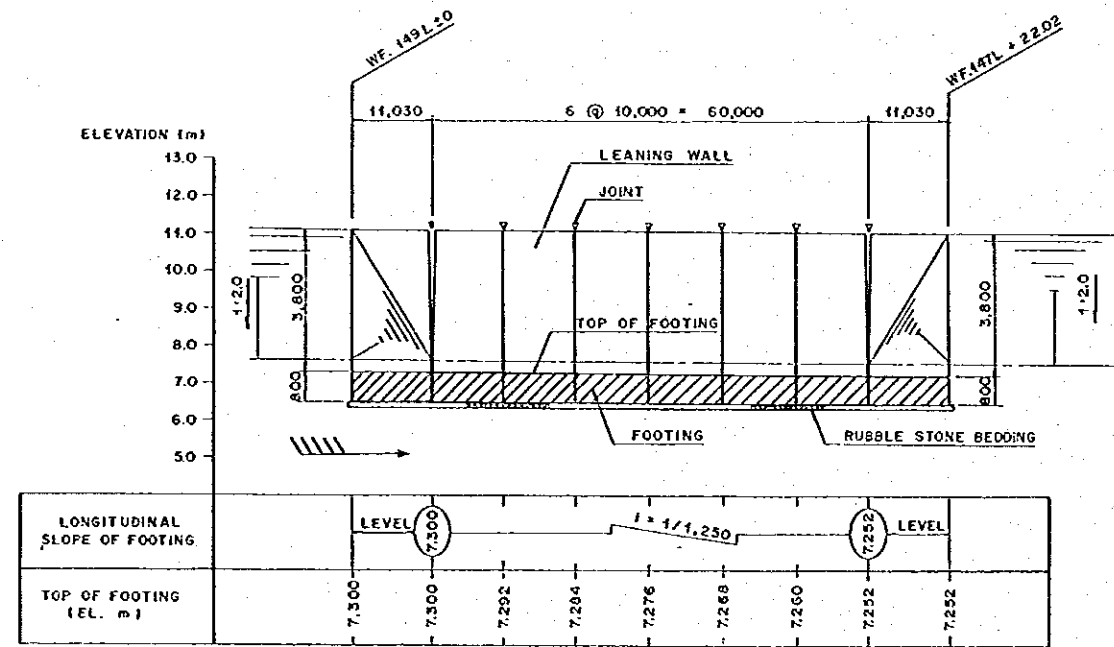 WF. 149L ±0
WF.147L + 22.02
11,030
6 @ 10,000 = 60,000
11,030
ELEVATION (m)
13.0
12.0
11.0
10.0
9.0
8.0
7.0
6.0
5.0
LEANING WALL
JOINT
1:2.0
3,800
800
TOP OF FOOTING
3,800
800
1:2.0
FOOTING
RUBBLE STONE BEDDING
LONGITUDINAL
SLOPE OF FOOTING
LEVEL
7.300
i = 1/1,250
7.252
LEVEL
TOP OF FOOTING
(EL. m)
7.300
7.300
7.292
7.284
7.276
7.268
7.260
7.252
7.252